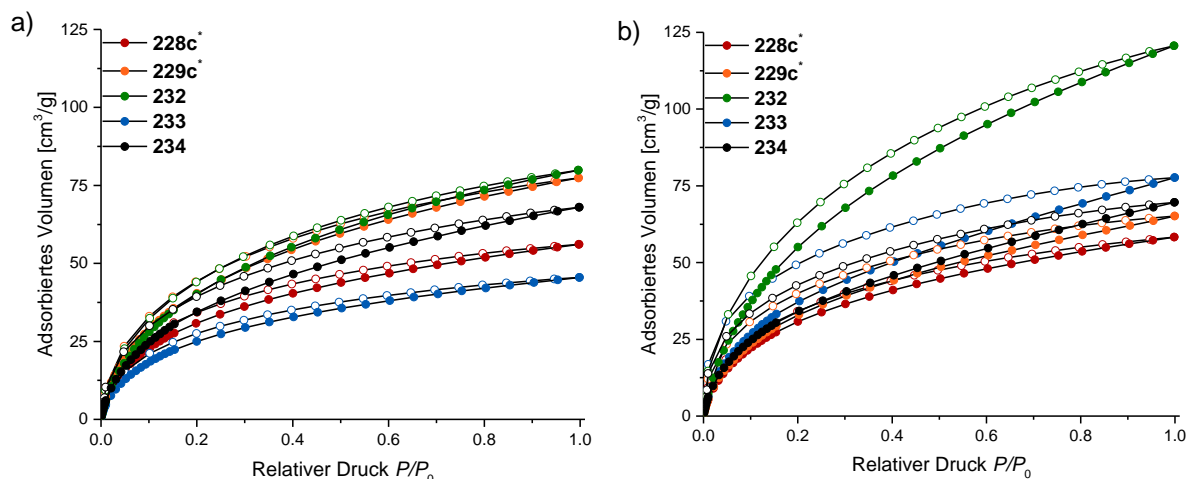 a)
228c*
229c*
232
233
234
Adsorbiertes Volumen [cm³/g]
125
100
75
50
25
0
0.0 0.2 0.4 0.6 0.8 1.0
Relativer Druck P/P₀
b)
228c*
229c*
232
233
234
Adsorbiertes Volumen [cm³/g]
125
100
75
50
25
0
0.0 0.2 0.4 0.6 0.8 1.0
Relativer Druck P/P₀